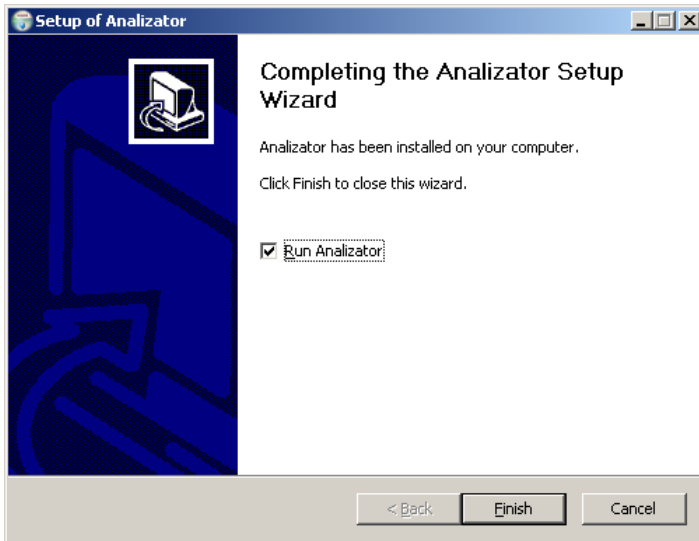 Setup of Analizator
Completing the Analizator Setup
Wizard
Analizator has been installed on your computer.
Click Finish to close this wizard.
Run Analizator
< Back
Finish
Cancel